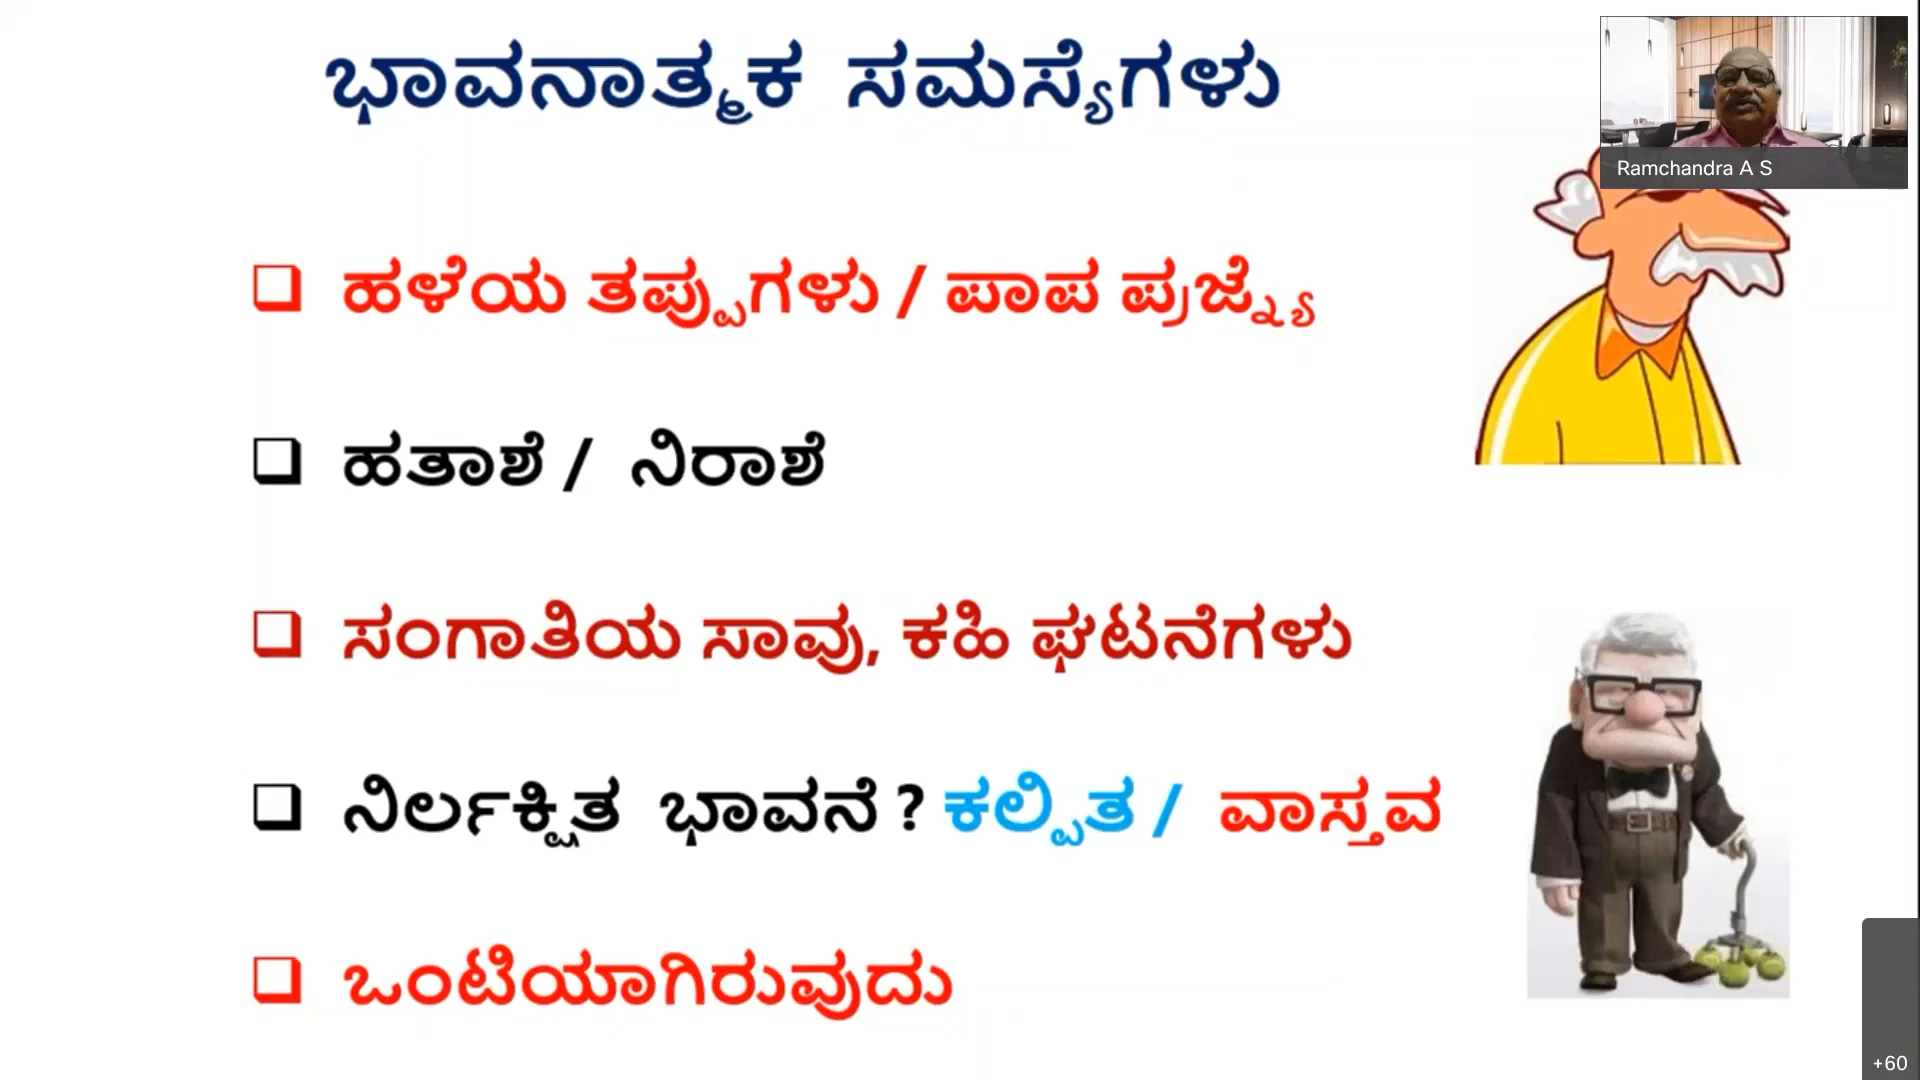 ಭಾವನಾತ್ಮಕ ಸಮಸ್ಯೆಗಳು
Ramchandra A S
ಹಳೆಯ ತಪ್ಪುಗಳು / ಪಾಪ ಪ್ರಜ್ನ್ಯೆ
ಹತಾಶೆ / ನಿರಾಶೆ
ಸಂಗಾತಿಯ ಸಾವು, ಕಹಿ ಘಟನೆಗಳು
ನಿರ್ಲಕ್ಷಿತ ಭಾವನೆ ? ಕಲ್ಪಿತ / ವಾಸ್ತವ
ಒಂಟಿಯಾಗಿರುವುದು
+60